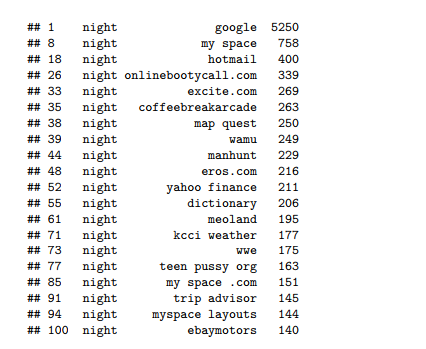 ## 1 night google 5250
## 8 night my space 758
## 18 night hotmail 400
## 26 night onlinebootycall.com 339
## 33 night excite.com 269
## 35 night coffeebreakarcade 263
## 38 night map quest 250
## 39 night wamu 249
## 44 night manhunt 229
## 48 night eros.com 216
## 52 night yahoo finance 211
## 55 night dictionary 206
## 61 night meoland 195
## 71 night kcci weather 177
## 73 night wwe 175
## 77 night teen pussy org 163
## 85 night my space .com 151
## 91 night trip advisor 145
## 94 night myspace layouts 144
## 100 night ebaymotors 140